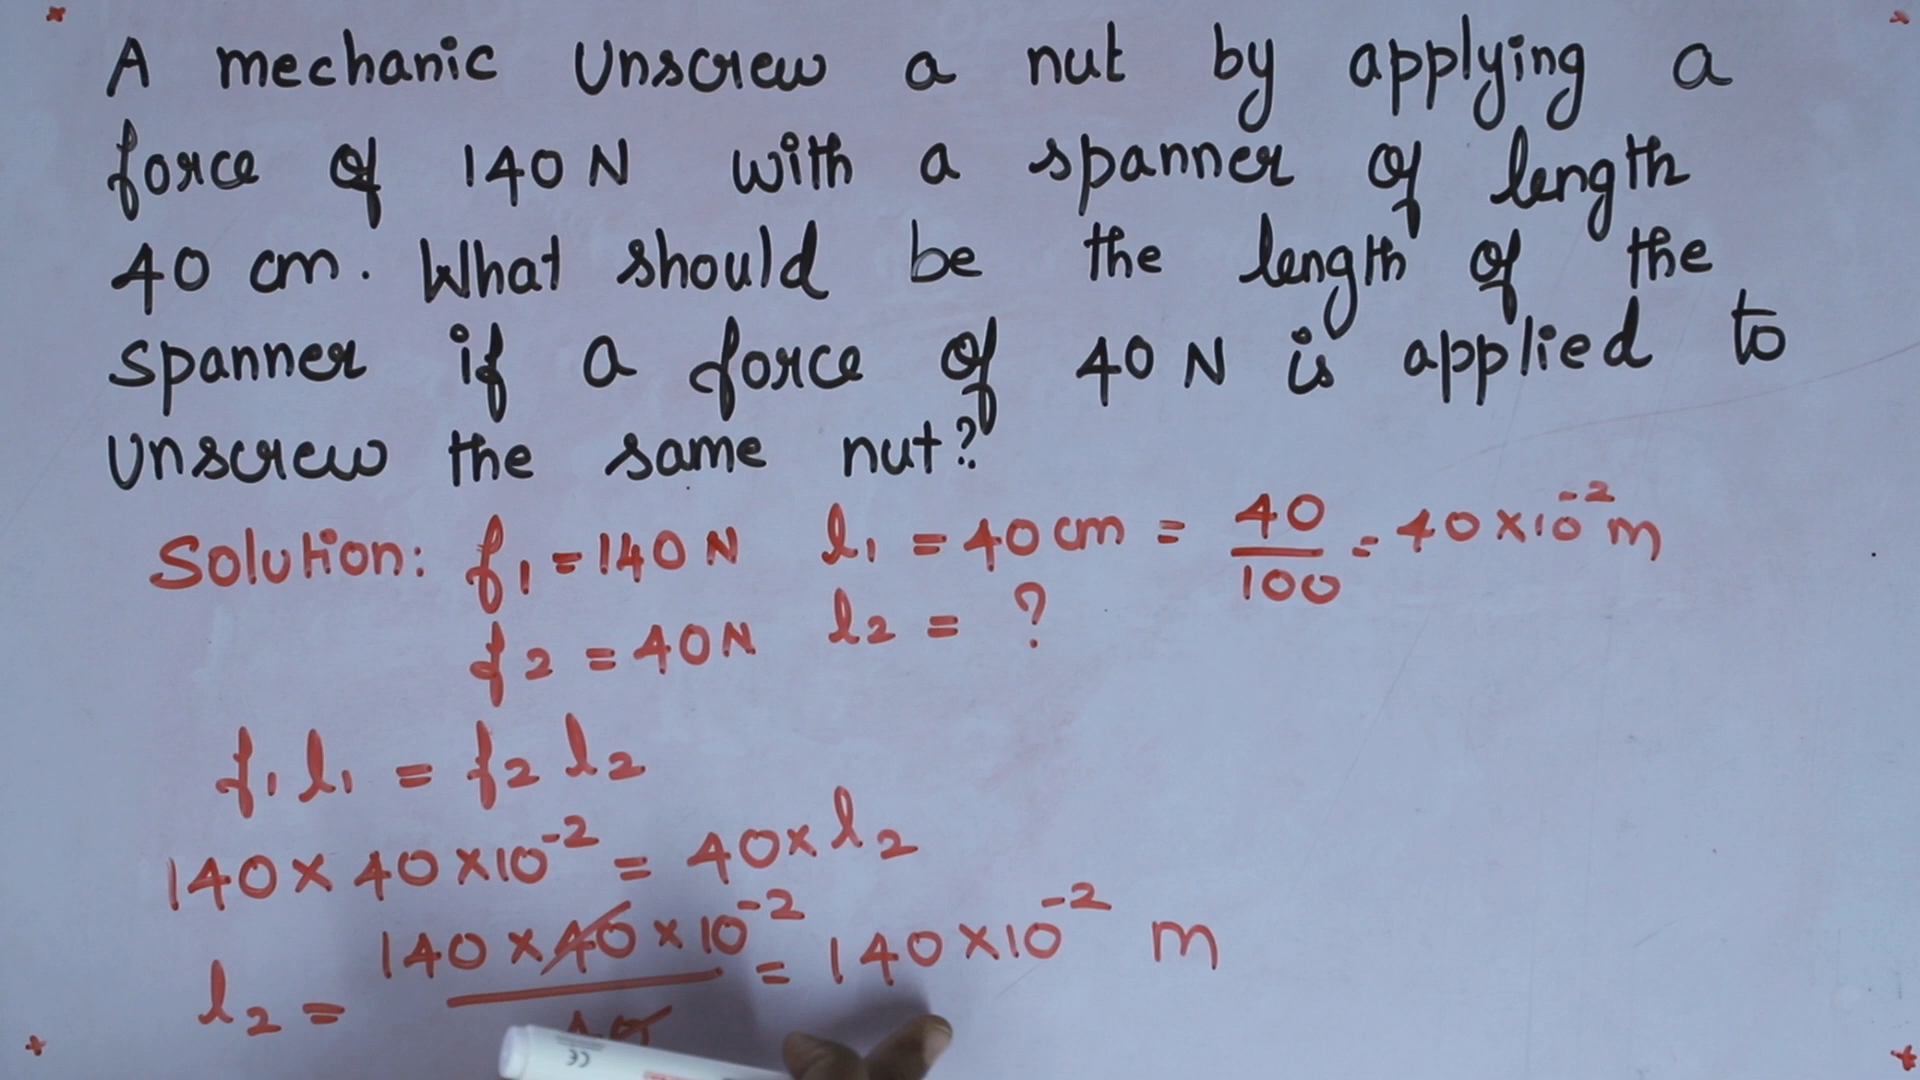 A mechanic unscrew a nut by applying a
force of 140 N with a spanner of length
40 cm. What should be the length of the
spanner if a force of 40 N is applied to
unscrew the same nut?
Solution: f₁ = 140 N l₁ = 40 cm = 40/100 = 40 × 10⁻² m
f₂ = 40 N l₂ = ?
f₁ l₁ = f₂ l₂
140 × 40 × 10⁻² = 40 × l₂
l₂ = 140 × 40 × 10⁻² / 40 = 140 × 10⁻² m
CE